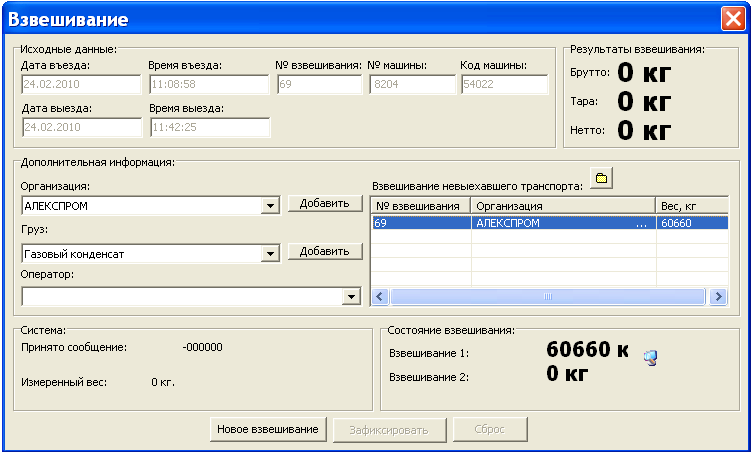 Взвешивание
Исходные данные:
Дата въезда: Время въезда: № взвешивания: № машины: Код машины:
24.02.2010 11:08:58 69 8204 54022
Дата выезда: Время выезда:
24.02.2010 11:42:25
Результаты взвешивания:
Брутто: 0 кг
Тара: 0 кг
Нетто: 0 кг
Дополнительная информация:
Организация:
АЛЕКСПРОМ Добавить
Груз:
Газовый конденсат Добавить
Оператор:
Взвешивание невыехавшего транспорта:
№ взвешивания Организация Вес, кг
69 АЛЕКСПРОМ ... 60660
Система:
Принято сообщение: -000000
Измеренный вес: 0 кг.
Состояние взвешивания:
Взвешивание 1: 60660 к
Взвешивание 2: 0 кг
Новое взвешивание Зафиксировать Сброс